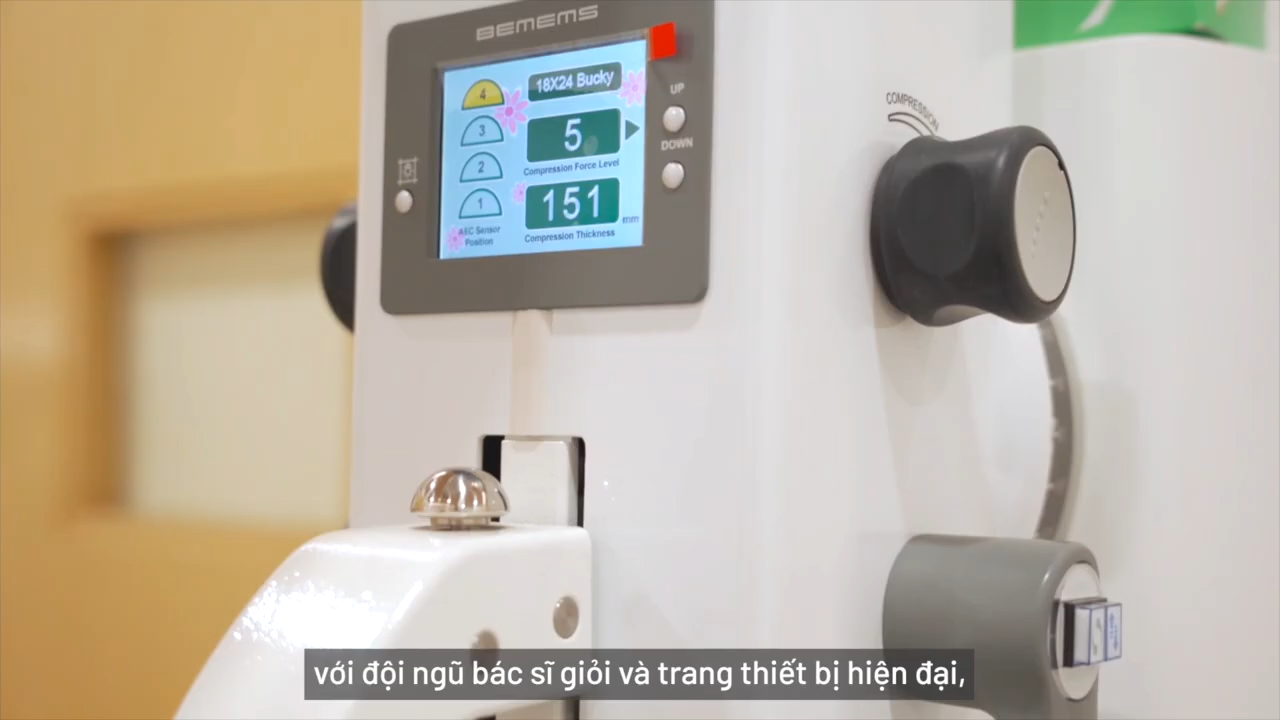 BEMEMS
4
3
2
1
AEC Sensor
Position
18X24 Bucky
5
Compression Force Level
151
mm
Compression Thickness
UP
DOWN
COMPRESSION
với đội ngũ bác sĩ giỏi và trang thiết bị hiện đại,